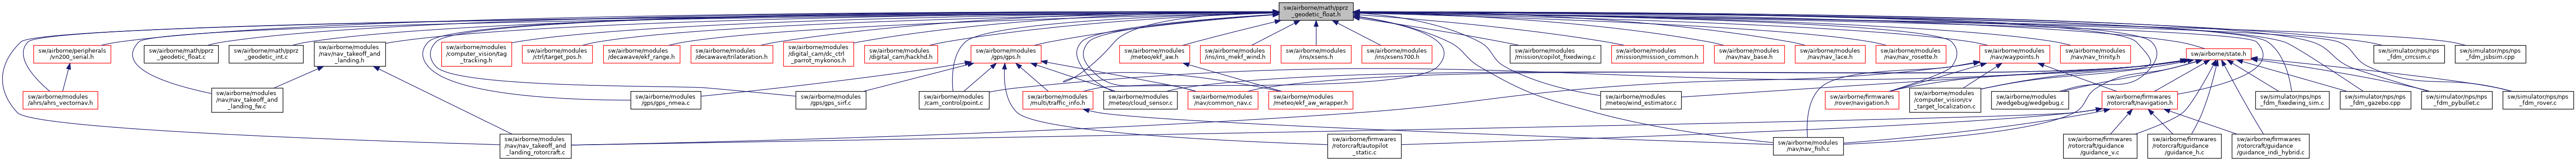 sw/airborne/math/pprz
_geodetic_float.h
sw/airborne/peripherals
/vn200_serial.h
sw/airborne/math/pprz
_geodetic_float.c
sw/airborne/math/pprz
_geodetic_int.c
sw/airborne/modules
/nav/nav_takeoff_and
_landing.h
sw/airborne/modules
/computer_vision/tag
_tracking.h
sw/airborne/modules
/ctrl/target_pos.h
sw/airborne/modules
/decawave/ekf_range.h
sw/airborne/modules
/decawave/trilateration.h
sw/airborne/modules
/digital_cam/dc_ctrl
_parrot_mykonos.h
sw/airborne/modules
/digital_cam/hackhd.h
sw/airborne/modules
/gps/gps.h
sw/airborne/modules
/meteo/ekf_aw.h
sw/airborne/modules
/ins/ins_mekf_wind.h
sw/airborne/modules
/ins/xsens.h
sw/airborne/modules
/ins/xsens700.h
sw/airborne/modules
/mission/copilot_fixedwing.c
sw/airborne/modules
/mission/mission_common.h
sw/airborne/modules
/nav/nav_base.h
sw/airborne/modules
/nav/nav_lace.h
sw/airborne/modules
/nav/nav_rosette.h
sw/airborne/modules
/nav/waypoints.h
sw/airborne/modules
/nav/nav_trinity.h
sw/airborne/state.h
sw/simulator/nps/nps
_fdm_crrcsim.c
sw/simulator/nps/nps
_fdm_jsbsim.cpp
sw/airborne/modules
/ahrs/ahrs_vectornav.h
sw/airborne/modules
/nav/nav_takeoff_and
_landing_fw.c
sw/airborne/modules
/gps/gps_nmea.c
sw/airborne/modules
/gps/gps_sirf.c
sw/airborne/modules
/cam_control/point.c
sw/airborne/modules
/multi/traffic_info.h
sw/airborne/modules
/meteo/cloud_sensor.c
sw/airborne/modules
/nav/common_nav.c
sw/airborne/modules
/meteo/ekf_aw_wrapper.h
sw/airborne/modules
/meteo/wind_estimator.c
sw/airborne/firmwares
/rover/navigation.h
sw/airborne/modules
/computer_vision/cv
_target_localization.c
sw/airborne/modules
/wedgebug/wedgebug.c
sw/airborne/firmwares
/rotorcraft/navigation.h
sw/simulator/nps/nps
_fdm_fixedwing_sim.c
sw/simulator/nps/nps
_fdm_gazebo.cpp
sw/simulator/nps/nps
_fdm_pybullet.c
sw/simulator/nps/nps
_fdm_rover.c
sw/airborne/modules
/nav/nav_takeoff_and
_landing_rotorcraft.c
sw/airborne/firmwares
/rotorcraft/autopilot
_static.c
sw/airborne/modules
/nav/nav_fish.c
sw/airborne/firmwares
/rotorcraft/guidance
/guidance_v.c
sw/airborne/firmwares
/rotorcraft/guidance
/guidance_h.c
sw/airborne/firmwares
/rotorcraft/guidance
/guidance_indi_hybrid.c